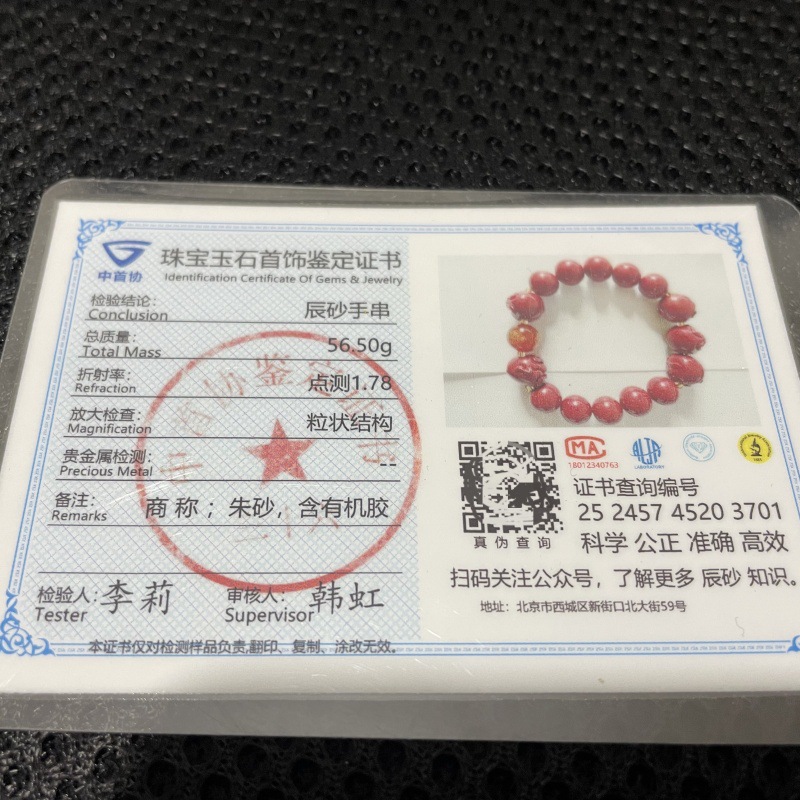 中首协
珠宝玉石首饰鉴定证书
Identification Certificate Of Gems & Jewelry
检验结论：
Conclusion
辰砂手串
总质量：
Total Mass
56.50g
折射率：
Refraction
点测1.78
放大检查：
Magnification
粒状结构
贵金属检测：
Precious Metal
--
备注：
Remarks
商 称 ；朱砂，含有机胶
检验人：
Tester
李莉
审核人：
Supervisor
韩虹
本证书仅对检测样品负责,翻印、复制、涂改无效。
MA
18012340763
LABORATORY
真 伪 查 询
证书查询编号
25 2457 4520 3701
科学 公正 准确 高效
扫码关注公众号，了解更多 辰砂 知识。
地址：北京市西城区新街口北大街59号